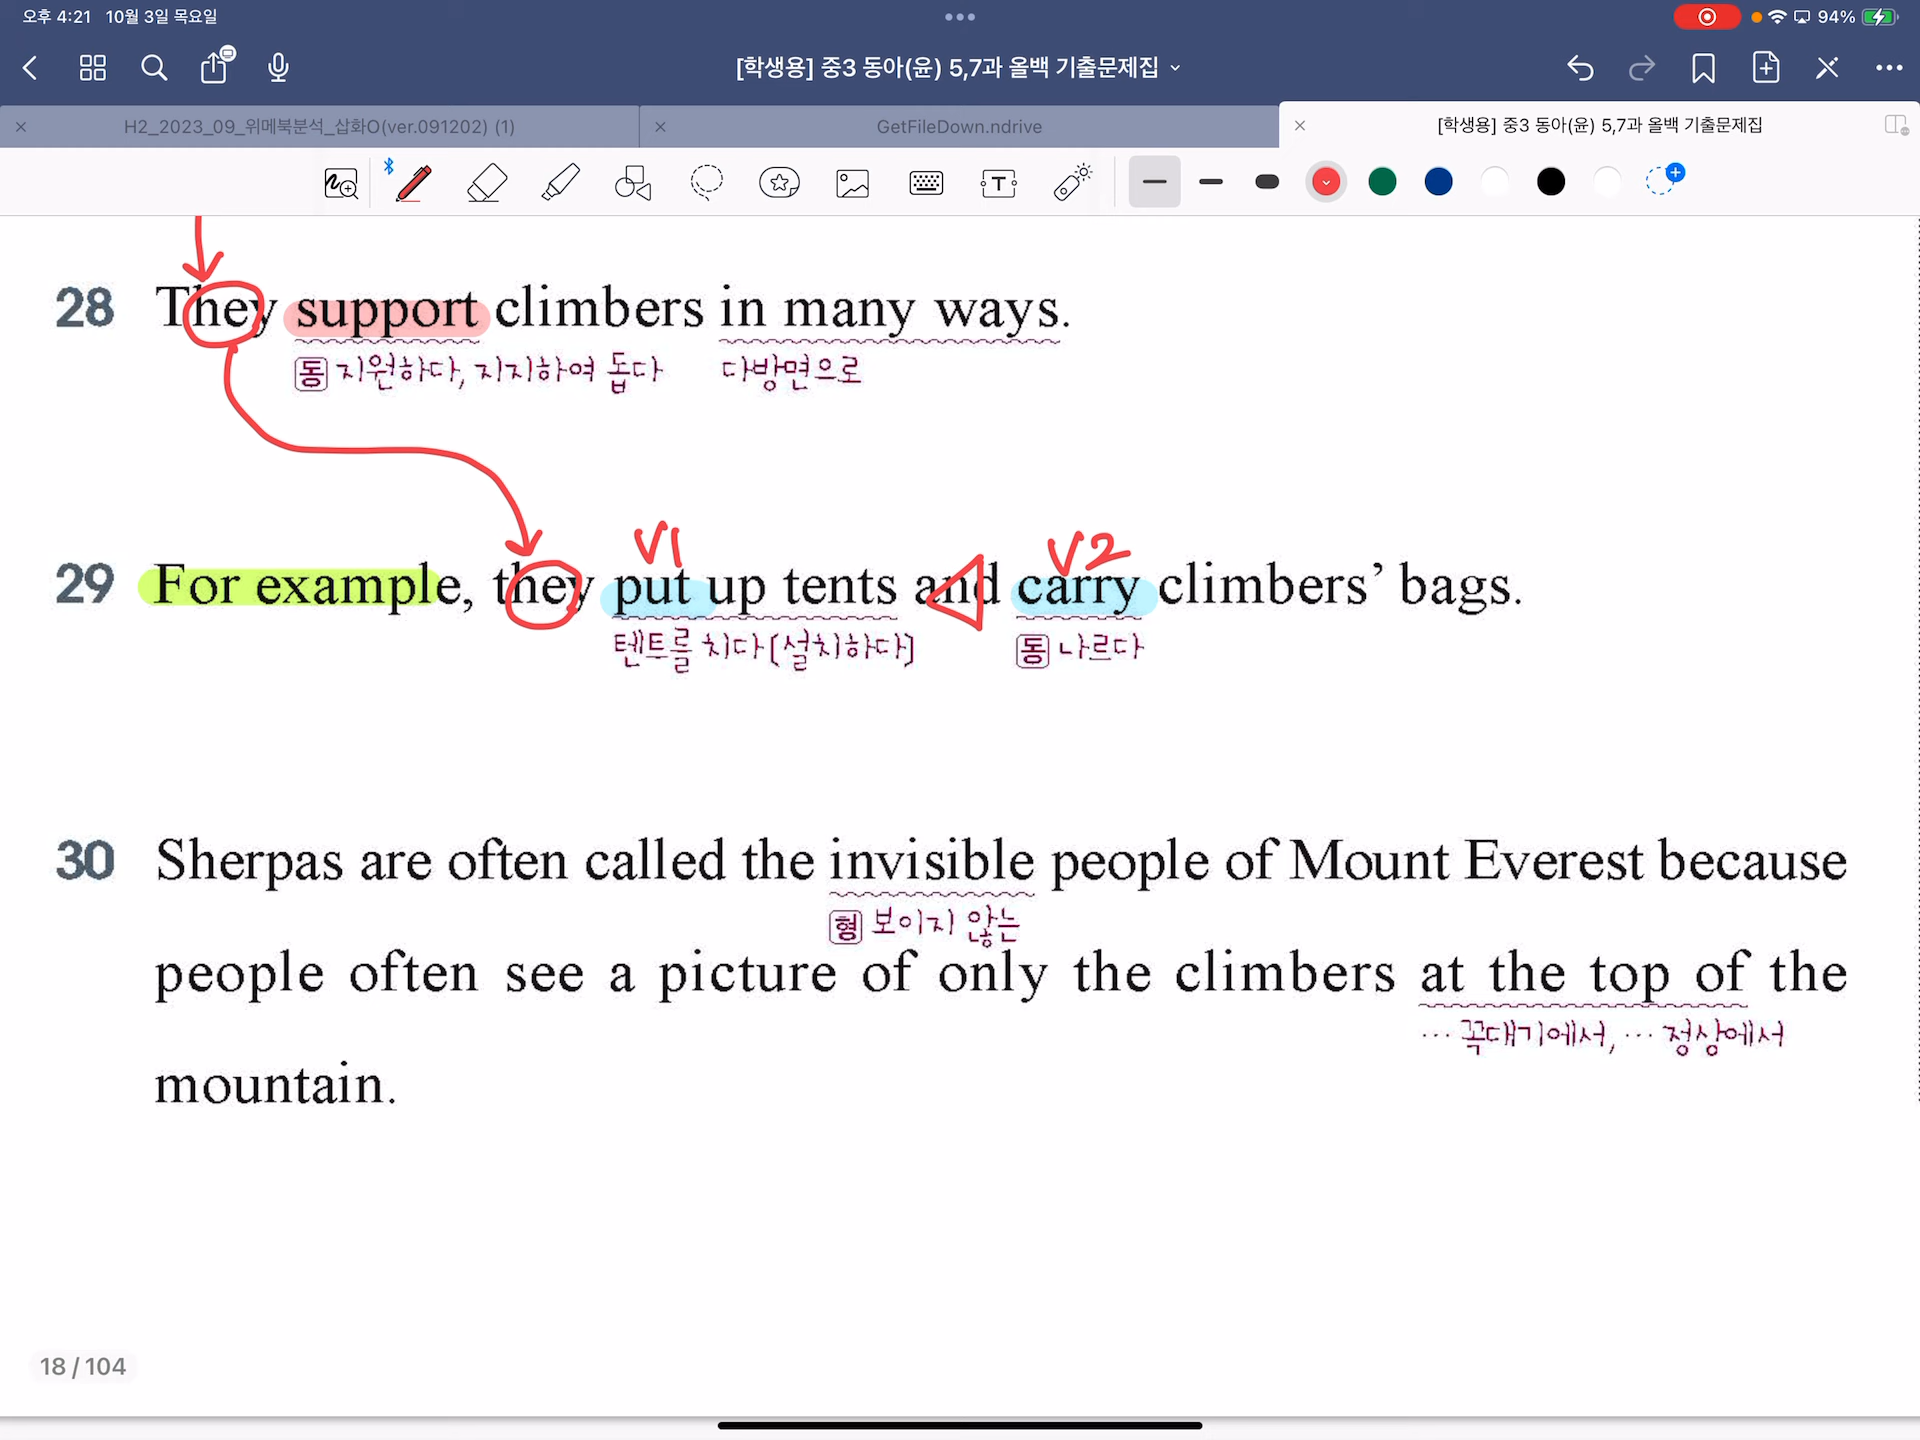 오후 4:21 10월 3일 목요일
94%
[학생용] 중3 동아(윤) 5,7과 올백 기출문제집
H2_2023_09_위메북분석_삽화O(ver.091202) (1)
GetFileDown.ndrive
[학생용] 중3 동아(윤) 5,7과 올백 기출문제집
28 They support climbers in many ways.
동 지원하다, 지지하여 돕다 다방면으로
V1 V2
29 For example, they put up tents and carry climbers’ bags.
텐트를 치다[설치하다] 동 나르다
30 Sherpas are often called the invisible people of Mount Everest because
형 보이지 않는
people often see a picture of only the climbers at the top of the
… 꼭대기에서, … 정상에서
mountain.
18 / 104